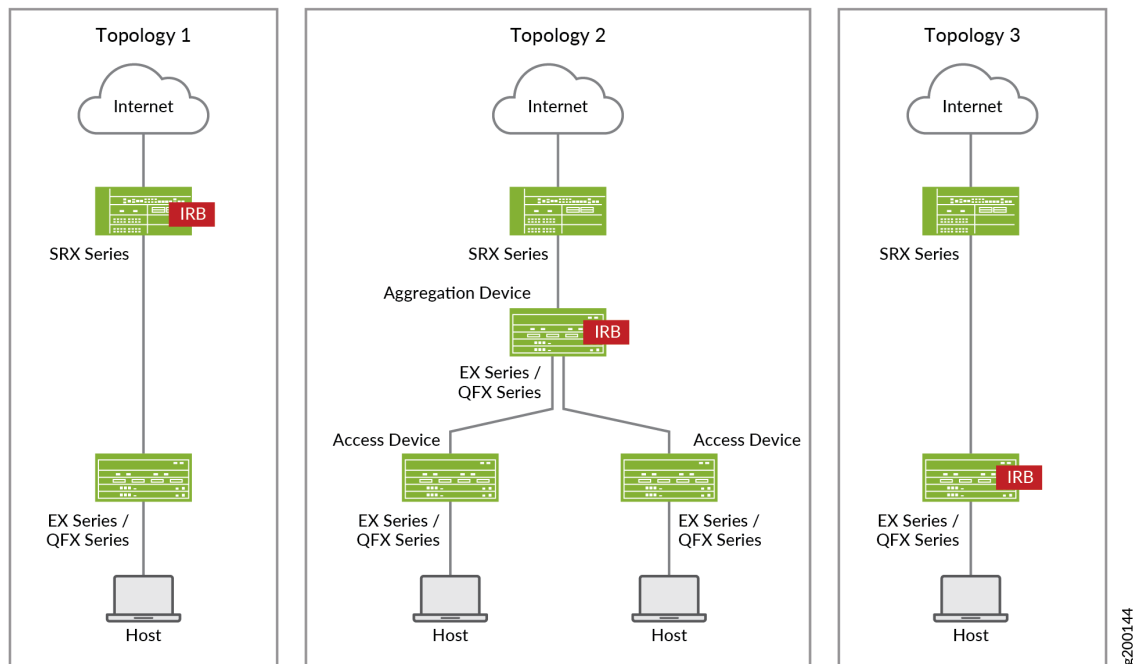 Topology 1
Internet
IRB
SRX Series
EX Series /
QFX Series
Host
Topology 2
Internet
SRX Series
Aggregation Device
IRB
EX Series /
QFX Series
Access Device
Access Device
EX Series /
QFX Series
EX Series /
QFX Series
Host
Host
Topology 3
Internet
SRX Series
IRB
EX Series /
QFX Series
Host
e200144